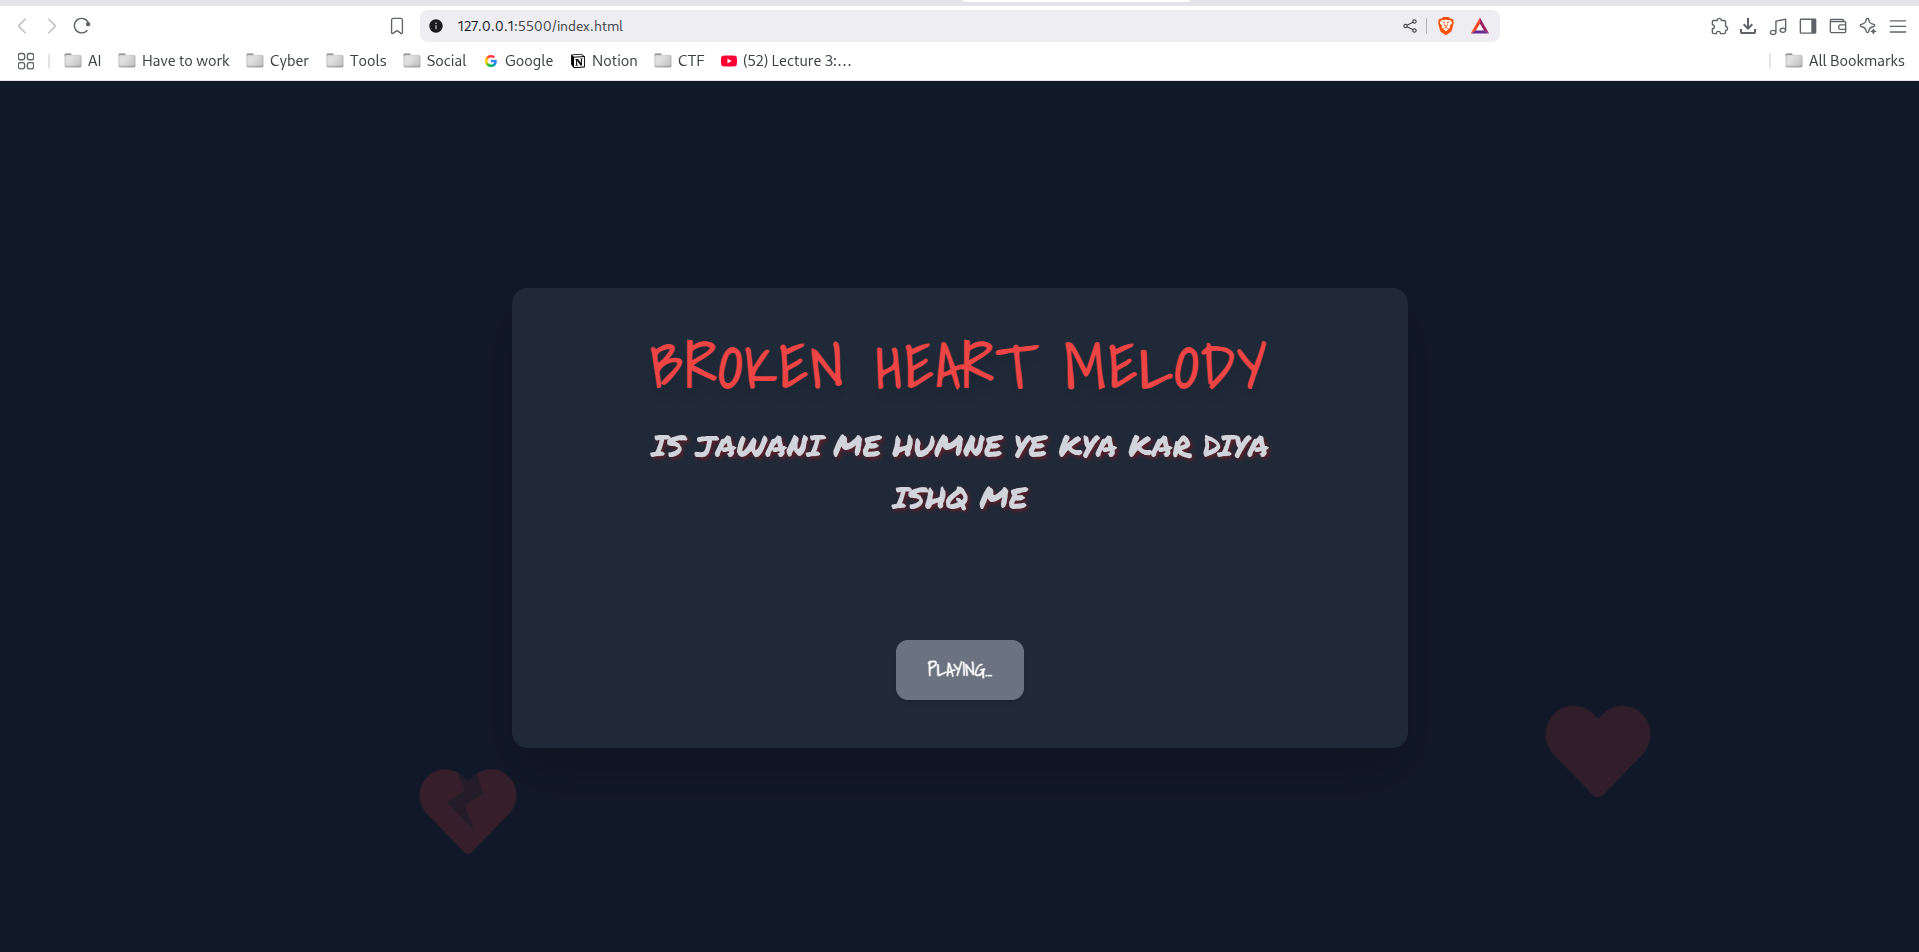 127.0.0.1:5500/index.html
AI Have to work Cyber Tools Social Google Notion CTF (52) Lecture 3:... All Bookmarks
BROKEN HEART MELODY
IS JAWANI ME HUMNE YE KYA KAR DIYA
ISHQ ME
PLAYING...